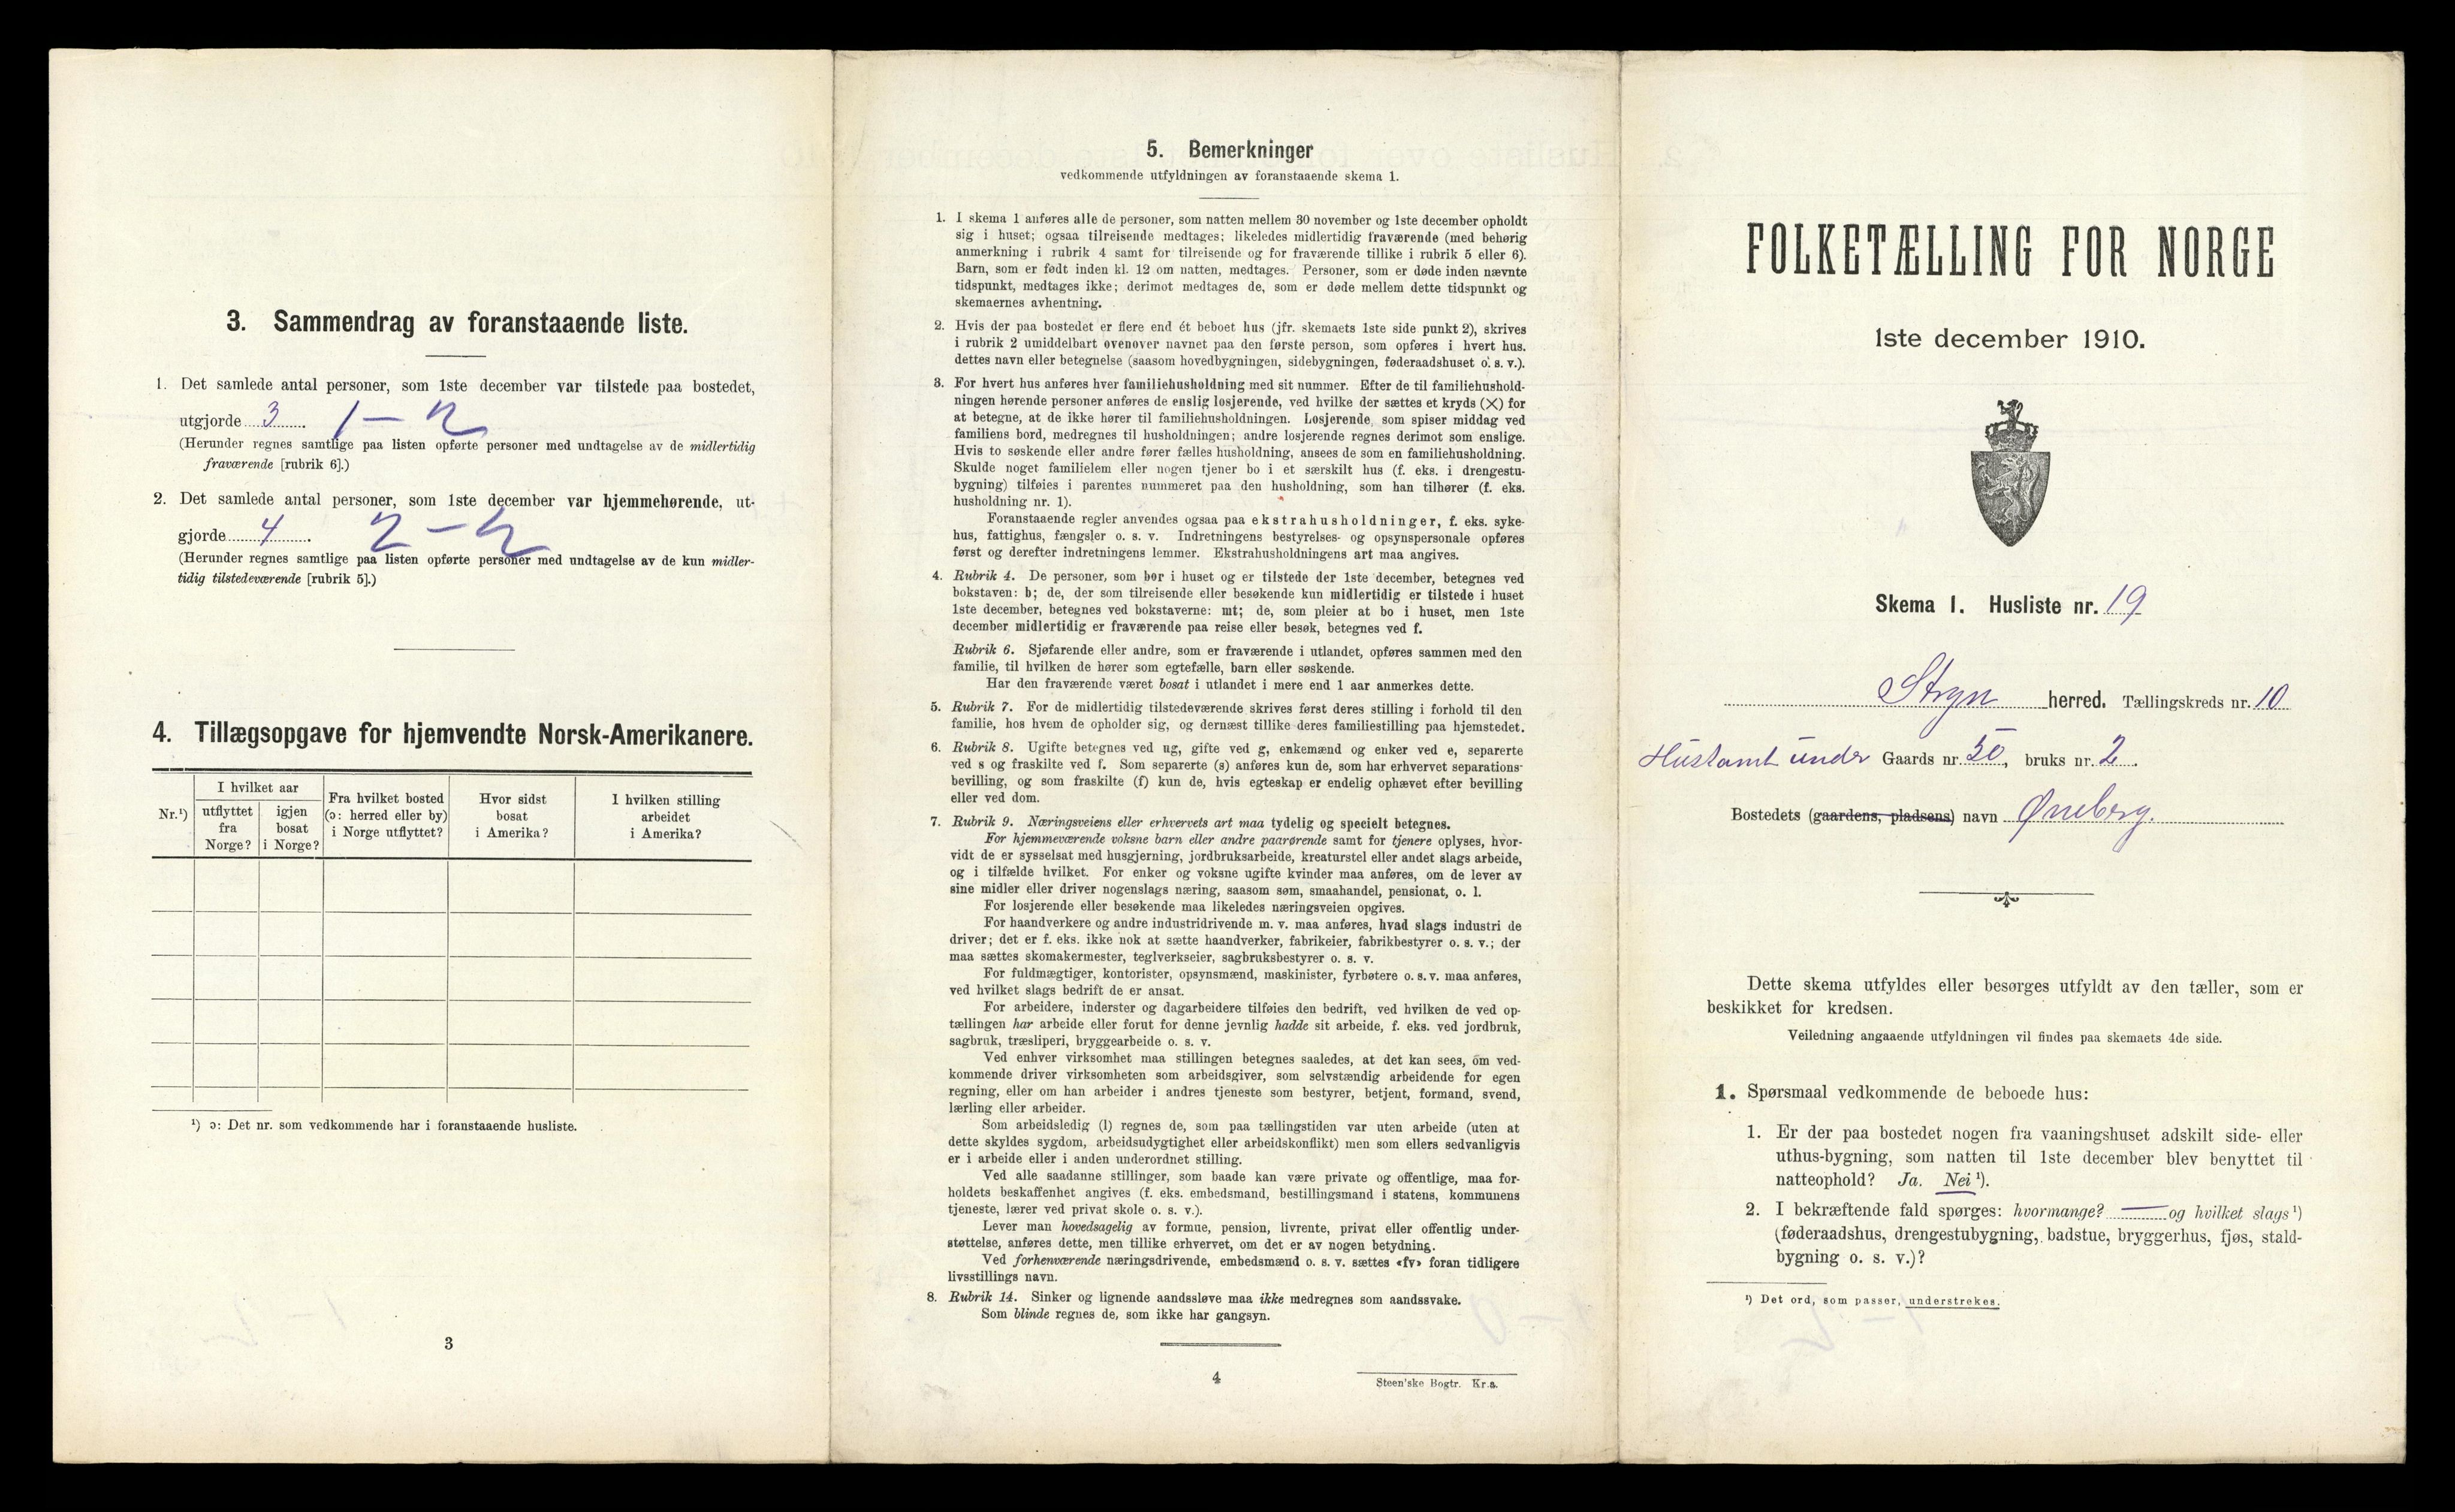 3. Sammendrag av foranstaaende liste.
1. Det samlede antal personer, som 1ste december var tilstede paa bostedet,
utgjorde 3. 1 – 2
(Herunder regnes samtlige paa listen opførte personer med undtagelse av de midlertidig
fraværende [rubrik 6].)
2. Det samlede antal personer, som 1ste december var hjemmehørende, ut-
gjorde 4. 2 – 2
(Herunder regnes samtlige paa listen opførte personer med undtagelse av de kun midler-
tidig tilstedeværende [rubrik 5].)
4. Tillægsopgave for hjemvendte Norsk-Amerikanere.
Nr.¹)
I hvilket aar
utflyttet
fra
Norge?
igjen
bosat
i Norge?
Fra hvilket bosted
(ɔ: herred eller by)
i Norge utflyttet?
Hvor sidst
bosat
i Amerika?
I hvilken stilling
arbeidet
i Amerika?
¹) ɔ: Det nr. som vedkommende har i foranstaaende husliste.
3
5. Bemerkninger
vedkommende utfyldningen av foranstaaende skema 1.
1. I skema 1 anføres alle de personer, som natten mellem 30 november og 1ste december opholdt
sig i huset; ogsaa tilreisende medtages; likeledes midlertidig fraværende (med behørig
anmerkning i rubrik 4 samt for tilreisende og for fraværende tillike i rubrik 5 eller 6).
Barn, som er født inden kl. 12 om natten, medtages. Personer, som er døde inden nævnte
tidspunkt, medtages ikke; derimot medtages de, som er døde mellem dette tidspunkt og
skemaernes avhentning.
2. Hvis der paa bostedet er flere end ét beboet hus (jfr. skemaets 1ste side punkt 2), skrives
i rubrik 2 umiddelbart ovenover navnet paa den første person, som opføres i hvert hus.
dettes navn eller betegnelse (saasom hovedbygningen, sidebygningen, føderaadshuset o. s. v.).
3. For hvert hus anføres hver familiehusholdning med sit nummer. Efter de til familiehushold-
ningen hørende personer anføres de enslig losjerende, ved hvilke der sættes et kryds (×) for
at betegne, at de ikke hører til familiehusholdningen. Losjerende, som spiser middag ved
familiens bord, medregnes til husholdningen; andre losjerende regnes derimot som enslige.
Hvis to søskende eller andre fører fælles husholdning, ansees de som en familiehusholdning.
Skulde noget familielem eller nogen tjener bo i et særskilt hus (f. eks. i drengestu-
bygning) tilføies i parentes nummeret paa den husholdning, som han tilhører (f. eks.
husholdning nr. 1).
Foranstaaende regler anvendes ogsaa paa ekstrahusholdninger, f. eks. syke-
hus, fattighus, fængsler o. s. v. Indretningens bestyrelses- og opsynspersonale opføres
først og derefter indretningens lemmer. Ekstrahusholdningens art maa angives.
4. Rubrik 4. De personer, som bor i huset og er tilstede der 1ste december, betegnes ved
bokstaven: b; de, der som tilreisende eller besøkende kun midlertidig er tilstede i huset
1ste december, betegnes ved bokstaverne: mt; de, som pleier at bo i huset, men 1ste
december midlertidig er fraværende paa reise eller besøk, betegnes ved f.
Rubrik 6. Sjøfarende eller andre, som er fraværende i utlandet, opføres sammen med den
familie, til hvilken de hører som egtefælle, barn eller søskende.
Har den fraværende været bosat i utlandet i mere end 1 aar anmerkes dette.
5. Rubrik 7. For de midlertidig tilstedeværende skrives først deres stilling i forhold til den
familie, hos hvem de opholder sig, og dernæst tillike deres familiestilling paa hjemstedet.
6. Rubrik 8. Ugifte betegnes ved ug, gifte ved g, enkemænd og enker ved e, separerte
ved s og fraskilte ved f. Som separerte (s) anføres kun de, som har erhvervet separations-
bevilling, og som fraskilte (f) kun de, hvis egteskap er endelig ophævet efter bevilling
eller ved dom.
7. Rubrik 9. Næringsveiens eller erhvervets art maa tydelig og specielt betegnes.
For hjemmeværende voksne barn eller andre paarørende samt for tjenere oplyses, hvor-
vidt de er sysselsat med husgjerning, jordbruksarbeide, kreaturstel eller andet slags arbeide,
og i tilfælde hvilket. For enker og voksne ugifte kvinder maa anføres, om de lever av
sine midler eller driver nogenslags næring, saasom søm, smaahandel, pensionat, o. l.
For losjerende eller besøkende maa likeledes næringsveien opgives.
For haandverkere og andre industridrivende m. v. maa anføres, hvad slags industri de
driver; det er f. eks. ikke nok at sætte haandverker, fabrikeier, fabrikbestyrer o. s. v.; der
maa sættes skomakermester, teglverkseier, sagbruksbestyrer o. s. v.
For fuldmægtiger, kontorister, opsynsmænd, maskinister, fyrbøtere o. s. v. maa anføres,
ved hvilket slags bedrift de er ansat.
For arbeidere, inderster og dagarbeidere tilføies den bedrift, ved hvilken de ved op-
tællingen har arbeide eller forut for denne jevnlig hadde sit arbeide, f. eks. ved jordbruk,
sagbruk, træsliperi, bryggearbeide o. s. v.
Ved enhver virksomhet maa stillingen betegnes saaledes, at det kan sees, om ved-
kommende driver virksomheten som arbeidsgiver, som selvstændig arbeidende for egen
regning, eller om han arbeider i andres tjeneste som bestyrer, betjent, formand, svend,
lærling eller arbeider.
Som arbeidsledig (l) regnes de, som paa tællingstiden var uten arbeide (uten at
dette skyldes sygdom, arbeidsudygtighet eller arbeidskonflikt) men som ellers sedvanligvis
er i arbeide eller i anden underordnet stilling.
Ved alle saadanne stillinger, som baade kan være private og offentlige, maa for-
holdets beskaffenhet angives (f. eks. embedsmand, bestillingsmand i statens, kommunens
tjeneste, lærer ved privat skole o. s. v.).
Lever man hovedsagelig av formue, pension, livrente, privat eller offentlig under-
støttelse, anføres dette, men tillike erhvervet, om det er av nogen betydning.
Ved forhenværende næringsdrivende, embedsmænd o. s. v. sættes «fv» foran tidligere
livsstillings navn.
8. Rubrik 14. Sinker og lignende aandssløve maa ikke medregnes som aandssvake.
Som blinde regnes de, som ikke har gangsyn.
4
Steen'ske Bogtr. Kr.a.
FOLKETÆLLING FOR NORGE
1ste december 1910.
Skema I. Husliste nr. 19
Stryn herred. Tællingskreds nr. 10
Hustomt under Gaards nr. 50, bruks nr. 2.
Bostedets (gaardens, pladsens) navn Øneberg.
Dette skema utfyldes eller besørges utfyldt av den tæller, som er
beskikket for kredsen.
Veiledning angaaende utfyldningen vil findes paa skemaets 4de side.
1. Spørsmaal vedkommende de beboede hus:
1. Er der paa bostedet nogen fra vaaningshuset adskilt side- eller
uthus-bygning, som natten til 1ste december blev benyttet til
natteophold? Ja. Nei ¹).
2. I bekræftende fald spørges: hvormange? — og hvilket slags ¹)
(føderaadshus, drengestubygning, badstue, bryggerhus, fjøs, stald-
bygning o. s. v.)?
¹) Det ord, som passer, understrekes.